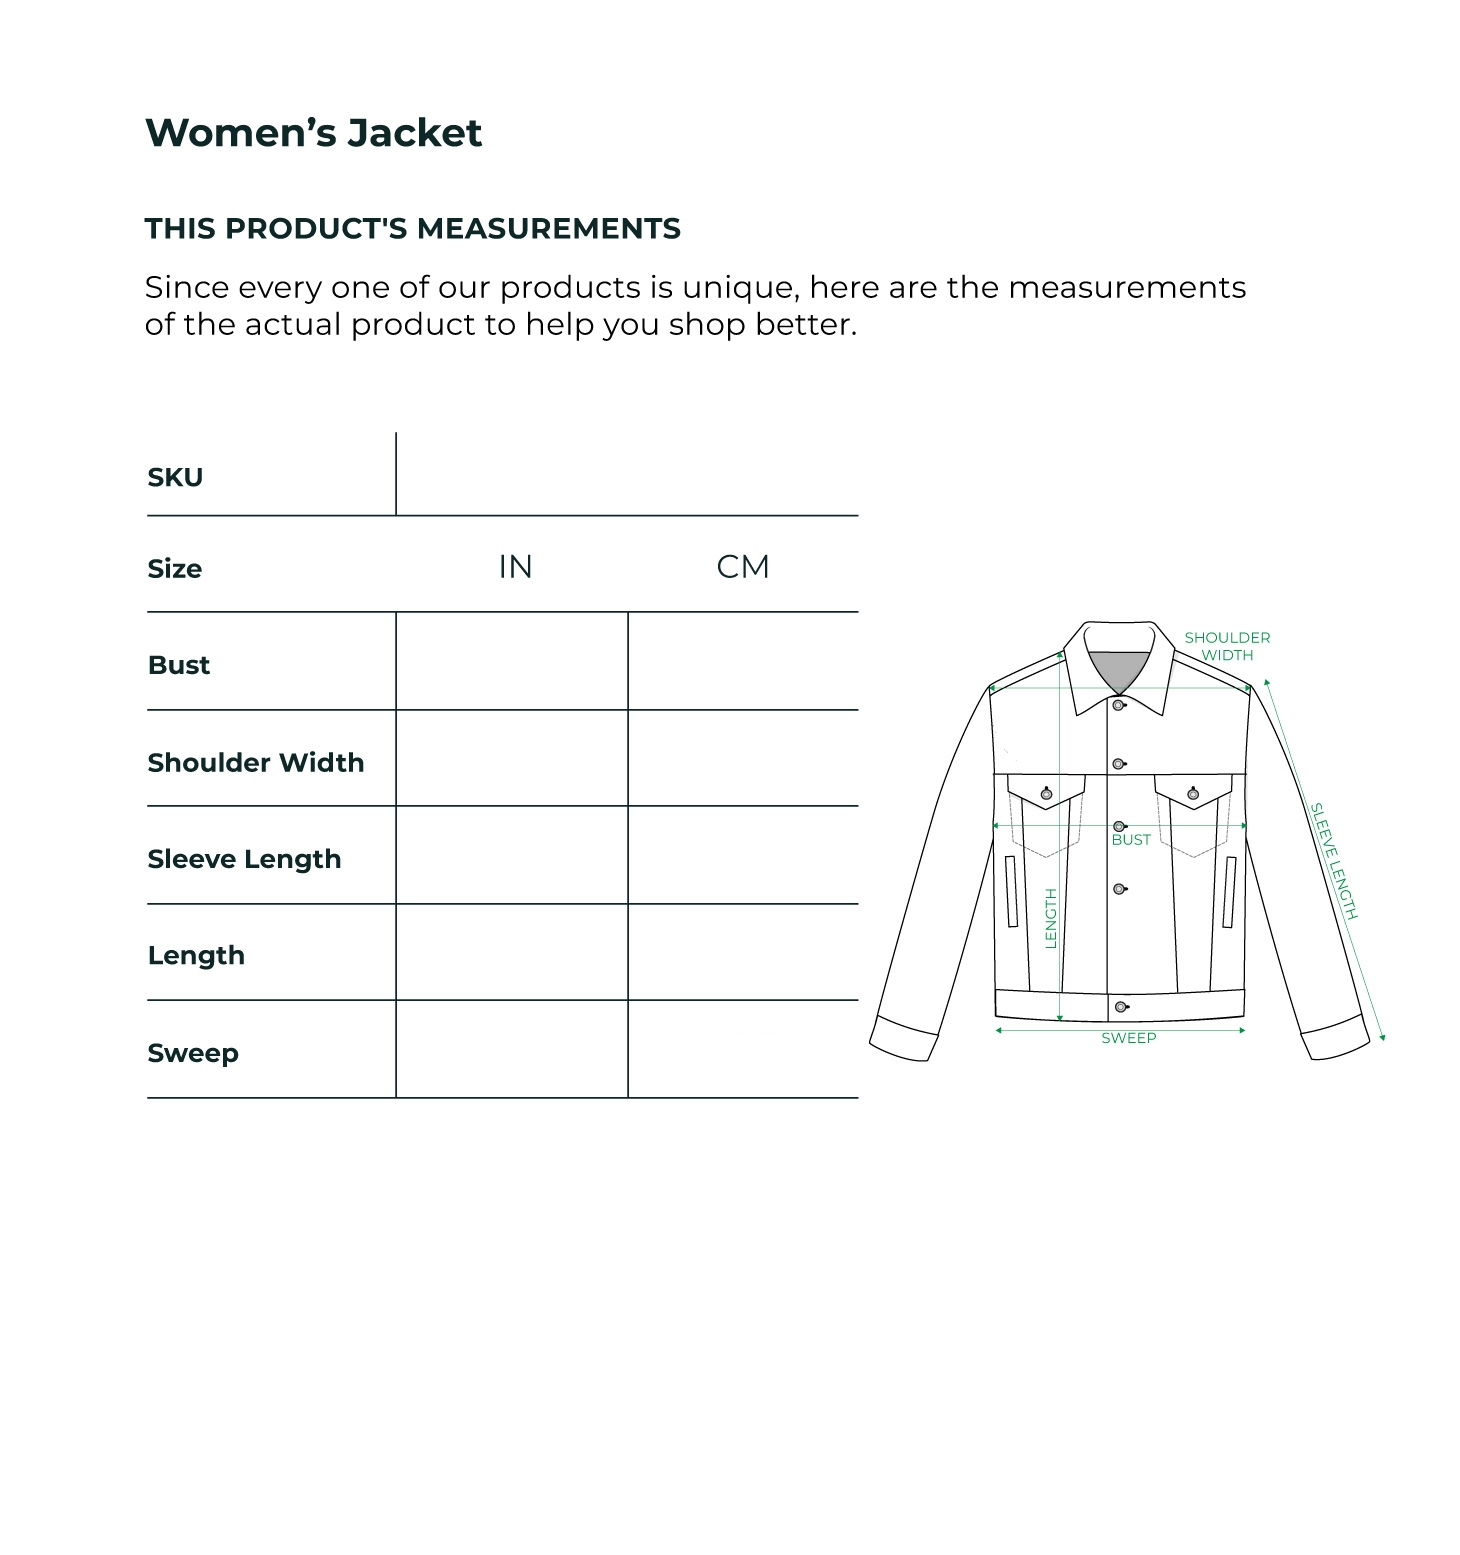 Women’s Jacket
THIS PRODUCT'S MEASUREMENTS
Since every one of our products is unique, here are the measurements
of the actual product to help you shop better.
SKU
Size IN CM
Bust
Shoulder Width
Sleeve Length
Length
Sweep
SHOULDER
WIDTH
BUST
SLEEVE LENGTH
LENGTH
SWEEP